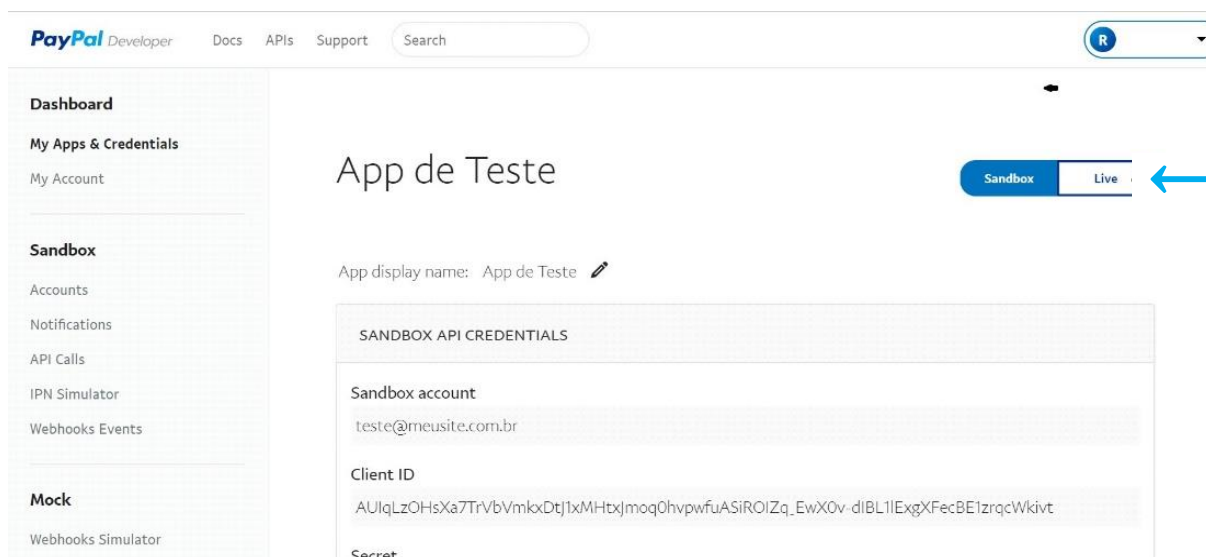 PayPal Developer Docs APIs Support Search R
Dashboard
My Apps & Credentials
My Account
Sandbox
Accounts
Notifications
API Calls
IPN Simulator
Webhooks Events
Mock
Webhooks Simulator
App de Teste
Sandbox Live
App display name: App de Teste
SANDBOX API CREDENTIALS
Sandbox account
teste@meusite.com.br
Client ID
AUIqLzOHsXa7TrVbVmkxDtJ1xMHtxJmoq0hvpwfuASiROIZq_EwX0v-dIBL1lExgXFecBE1zrqcWkivt
Secret